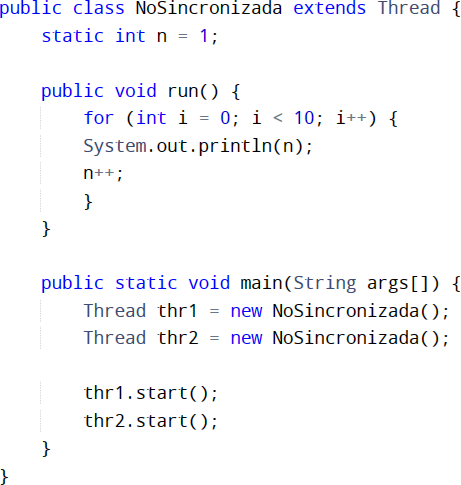 public class NoSincronizada extends Thread {
    static int n = 1;

    public void run() {
        for (int i = 0; i < 10; i++) {
        System.out.println(n);
        n++;
        }
    }

    public static void main(String args[]) {
        Thread thr1 = new NoSincronizada();
        Thread thr2 = new NoSincronizada();

        thr1.start();
        thr2.start();
    }
}